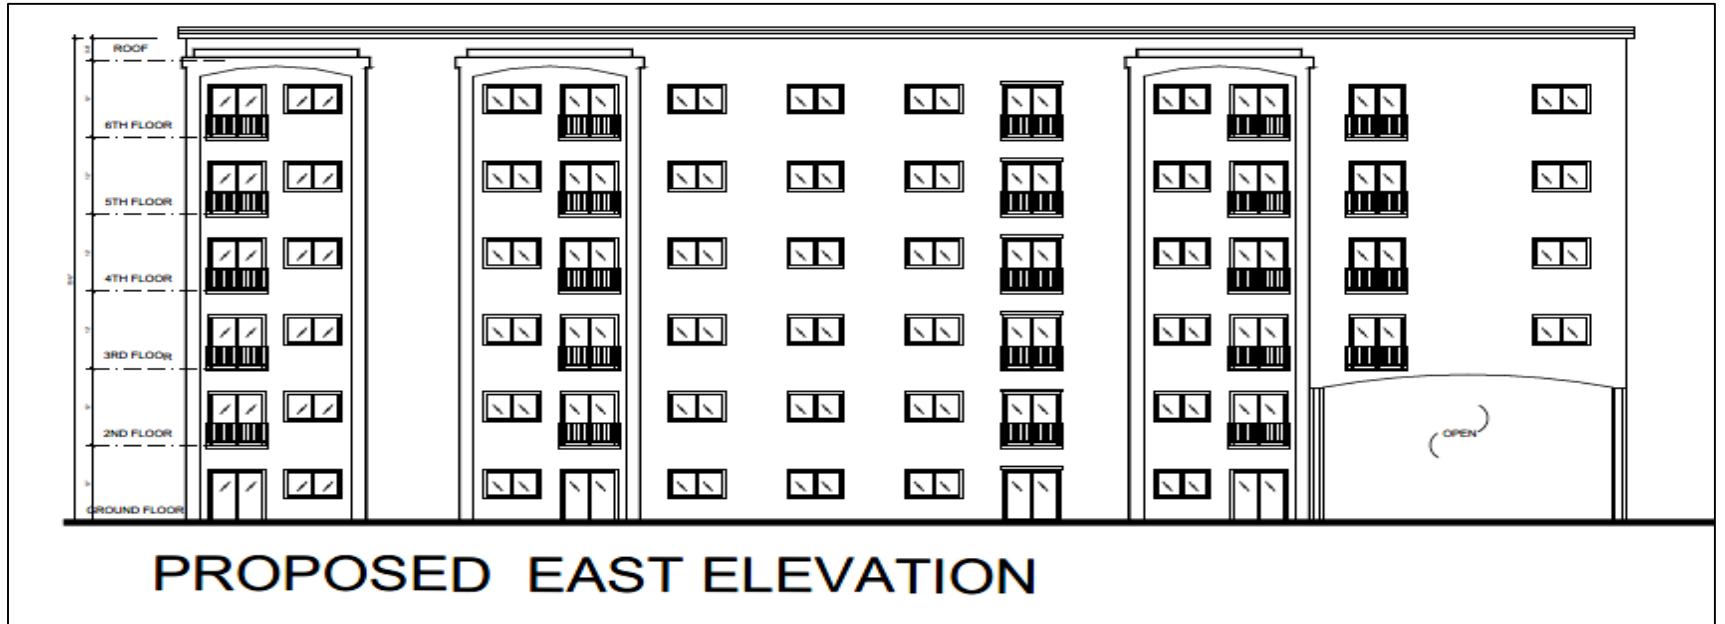 ROOF
6TH FLOOR
5TH FLOOR
4TH FLOOR
3RD FLOOR
2ND FLOOR
OPEN
GROUND FLOOR
PROPOSED EAST ELEVATION